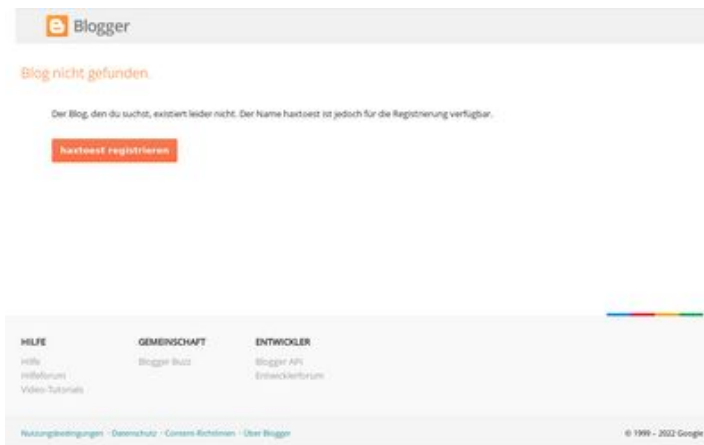 Blogger
Blog nicht gefunden.
Der Blog, den du suchst, existiert leider nicht. Der Name haxtoest ist jedoch für die Registrierung verfügbar.
haxtoest registrieren
HILFE GEMEINSCHAFT ENTWICKLER
Hilfe Blogger Buzz Blogger API
Hilfeforum Entwicklerforum
Video-Tutorials
Nutzungsbedingungen - Datenschutz - Content-Richtlinien - Über Blogger © 1999 – 2022 Google